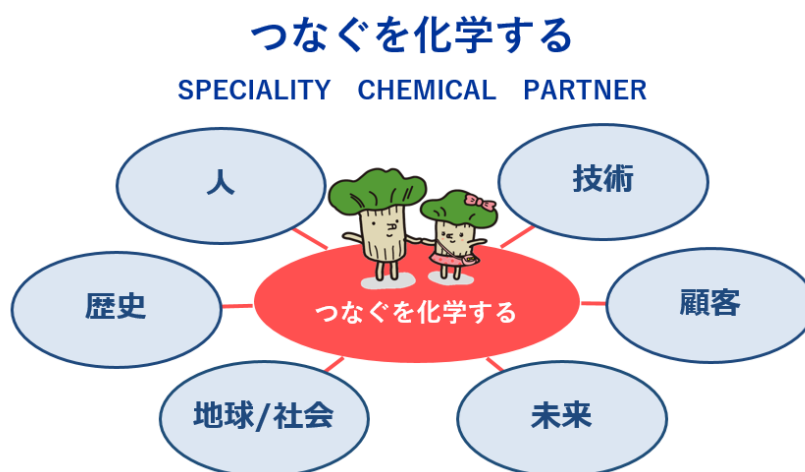 つなぐを化学する
SPECIALITY CHEMICAL PARTNER
人
技術
歴史
つなぐを化学する
顧客
地球/社会
未来